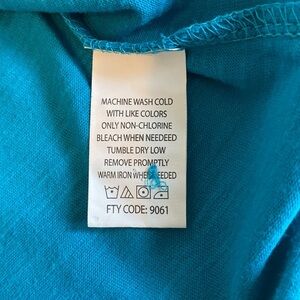 MACHINE WASH COLD
WITH LIKE COLORS
ONLY NON-CHLORINE
BLEACH WHEN NEEDEED
TUMBLE DRY LOW
REMOVE PROMPTLY
WARM IRON
FTY CODE: 9061